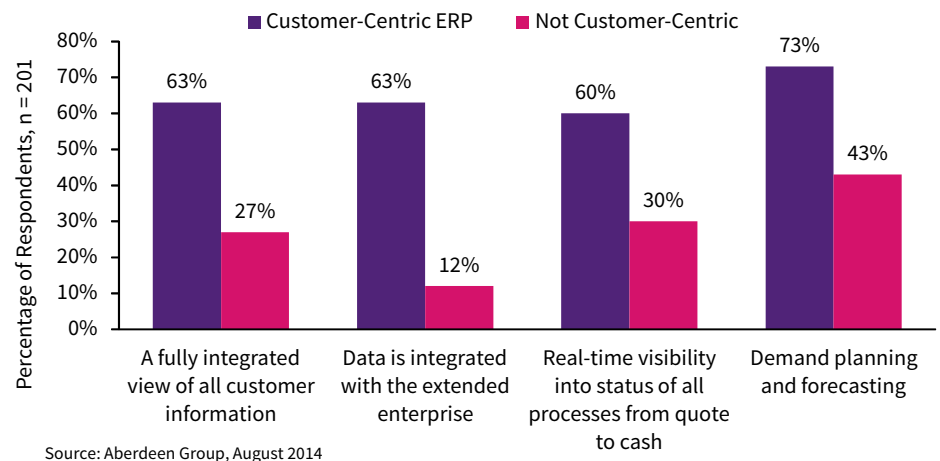 Customer-Centric ERP
Not Customer-Centric
Percentage of Respondents, n = 201
80%
70%
60%
50%
40%
30%
20%
10%
0%
63%
27%
63%
12%
60%
30%
73%
43%
A fully integrated
view of all customer
information
Data is integrated
with the extended
enterprise
Real-time visibility
into status of all
processes from quote
to cash
Demand planning
and forecasting
Source: Aberdeen Group, August 2014